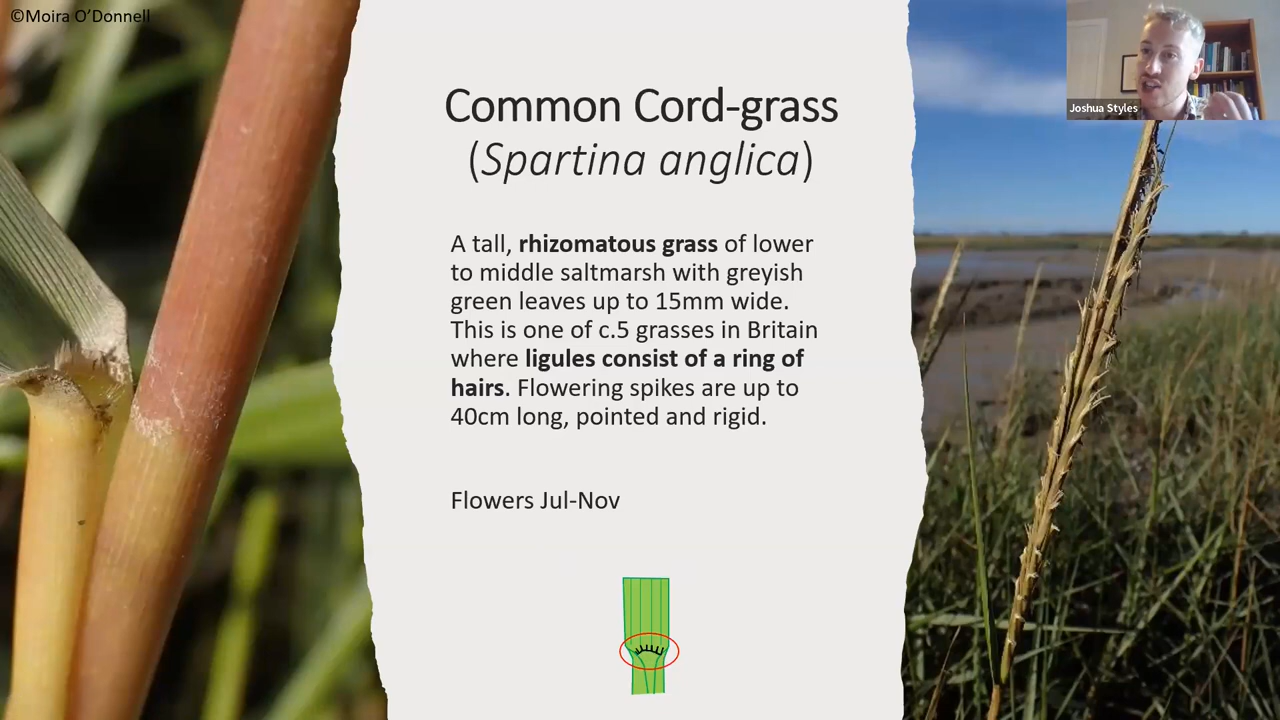 ©Moira O’Donnell
Joshua Styles
Common Cord-grass
(Spartina anglica)
A tall, rhizomatous grass of lower
to middle saltmarsh with greyish
green leaves up to 15mm wide.
This is one of c.5 grasses in Britain
where ligules consist of a ring of
hairs. Flowering spikes are up to
40cm long, pointed and rigid.
Flowers Jul-Nov